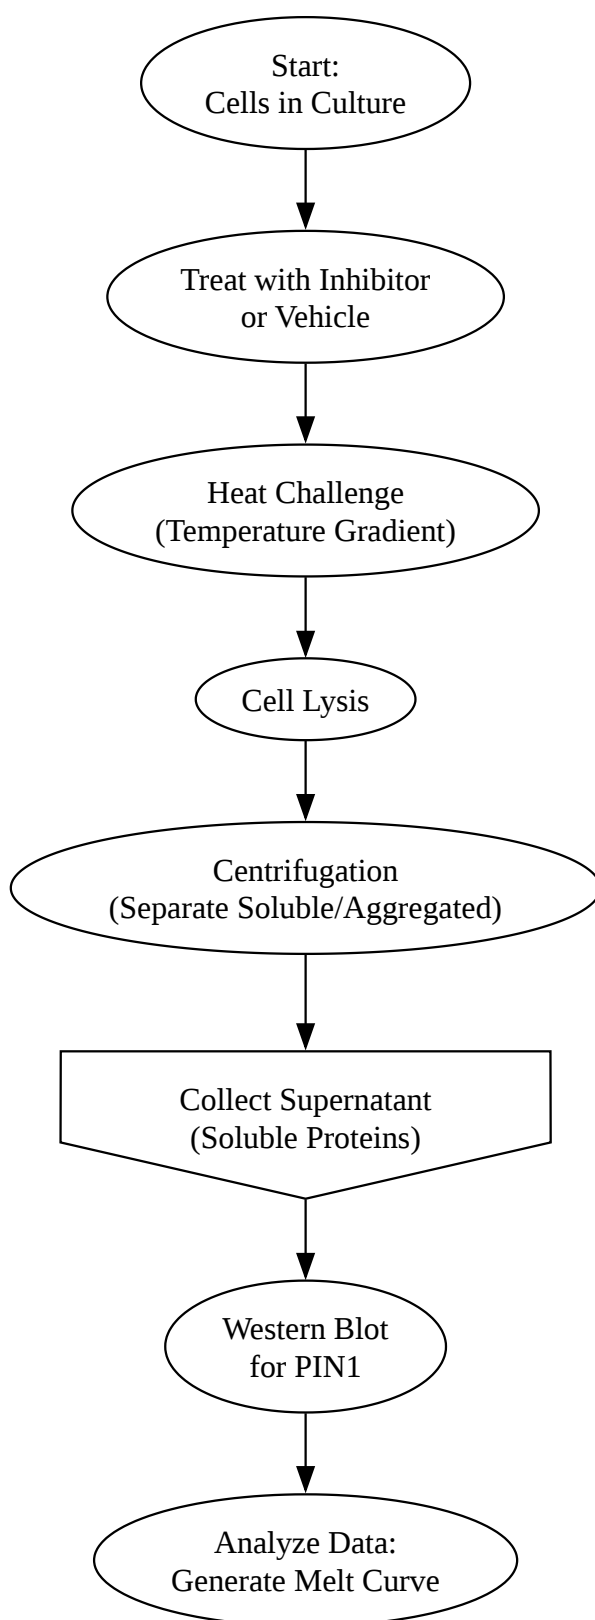 Start:
Cells in Culture
Treat with Inhibitor
or Vehicle
Heat Challenge
(Temperature Gradient)
Cell Lysis
Centrifugation
(Separate Soluble/Aggregated)
Collect Supernatant
(Soluble Proteins)
Western Blot
for PIN1
Analyze Data:
Generate Melt Curve